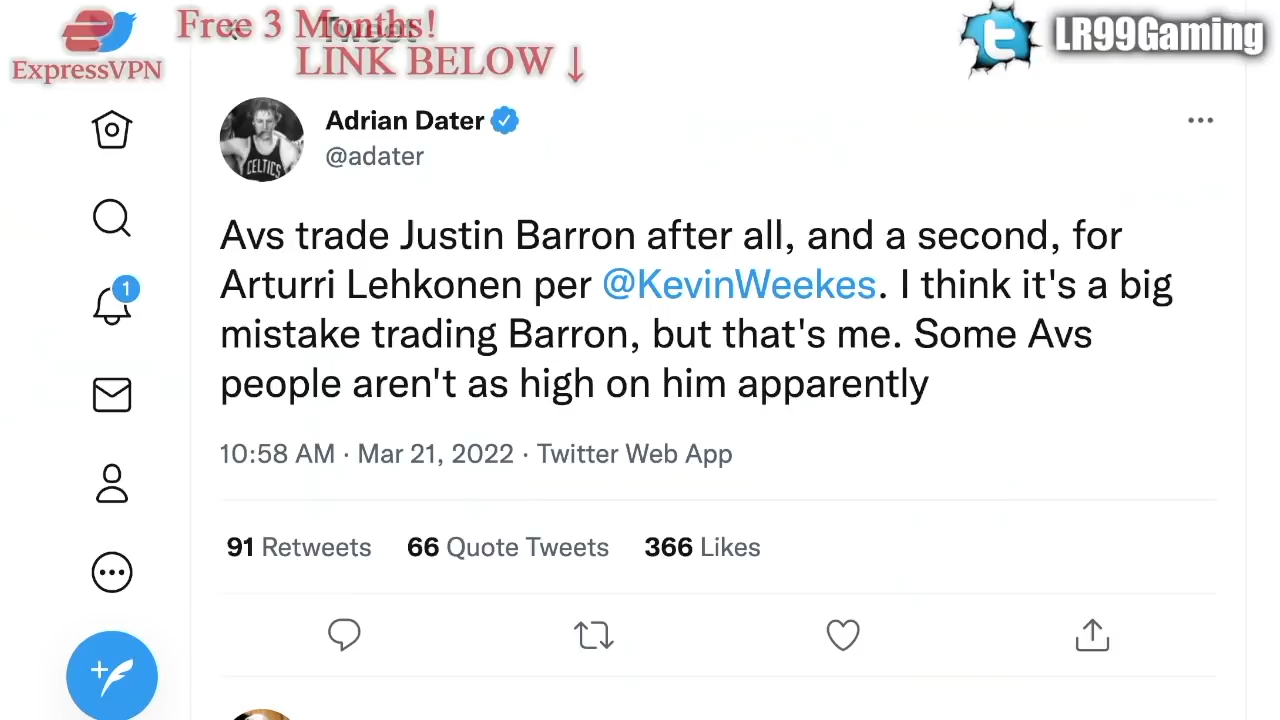 Free 3 Months!
Tweet
LINK BELOW ↓
ExpressVPN
LR99Gaming
Adrian Dater
@adater
CELTICS
Avs trade Justin Barron after all, and a second, for
Arturri Lehkonen per @KevinWeekes. I think it's a big
mistake trading Barron, but that's me. Some Avs
people aren't as high on him apparently
10:58 AM · Mar 21, 2022 · Twitter Web App
91 Retweets 66 Quote Tweets 366 Likes
1